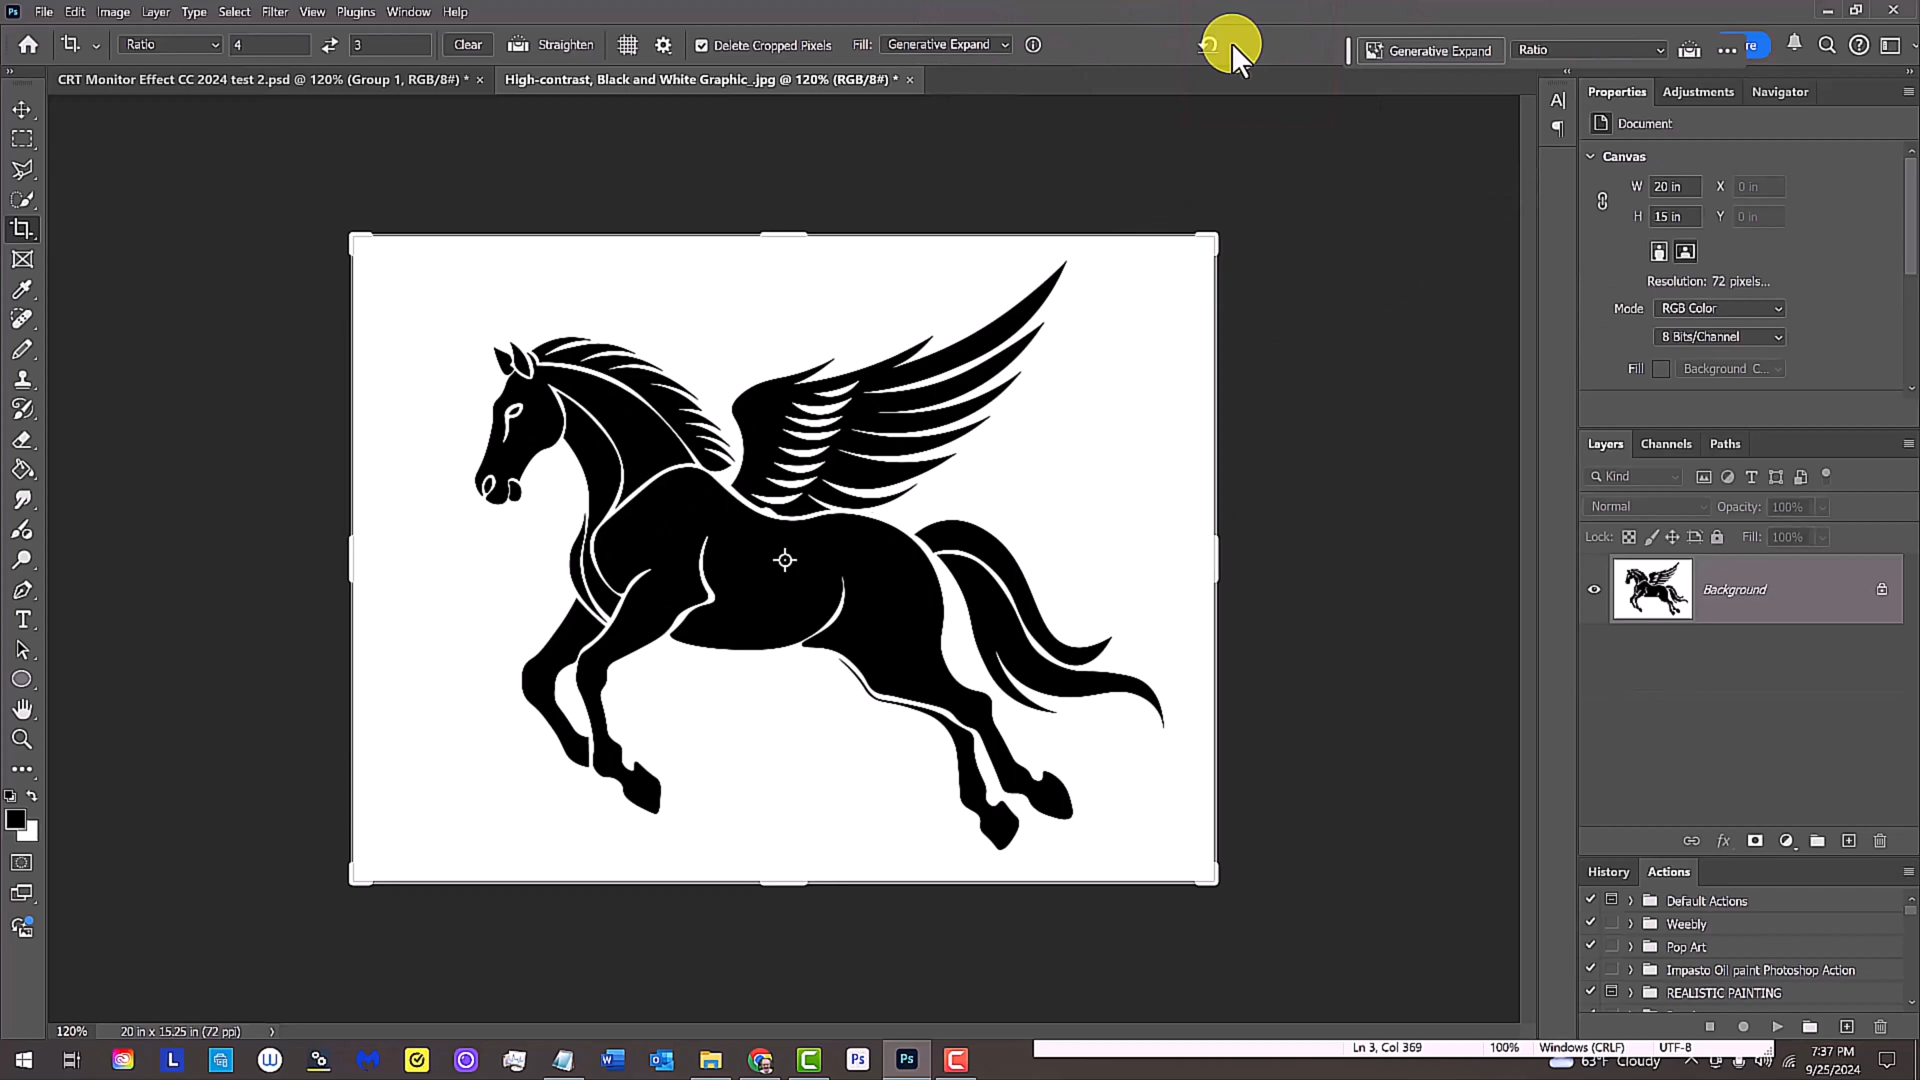 File Edit Image Layer Type Select Filter View Plugins Window Help
Ratio 4 3 Clear Straighten Delete Cropped Pixels Fill: Generative Expand Generative Expand Ratio
CRT Monitor Effect CC 2024 test 2.psd @ 120% (Group 1, RGB/8#) * High-contrast, Black and White Graphic_.jpg @ 120% (RGB/8#) *
Properties Adjustments Navigator
Document
Canvas
W 20 in X 0 in
H 15 in Y 0 in
Resolution: 72 pixels...
Mode RGB Color
8 Bits/Channel
Fill Background C...
Layers Channels Paths
Kind
Normal Opacity: 100%
Lock: Fill: 100%
Background
History Actions
Default Actions
Weebly
Pop Art
Impasto Oil paint Photoshop Action
REALISTIC PAINTING
120% 20 in x 15.25 in (72 ppi)
Ln 3, Col 369 100% Windows (CRLF) UTF-8
63°F Cloudy
7:37 PM
9/25/2024